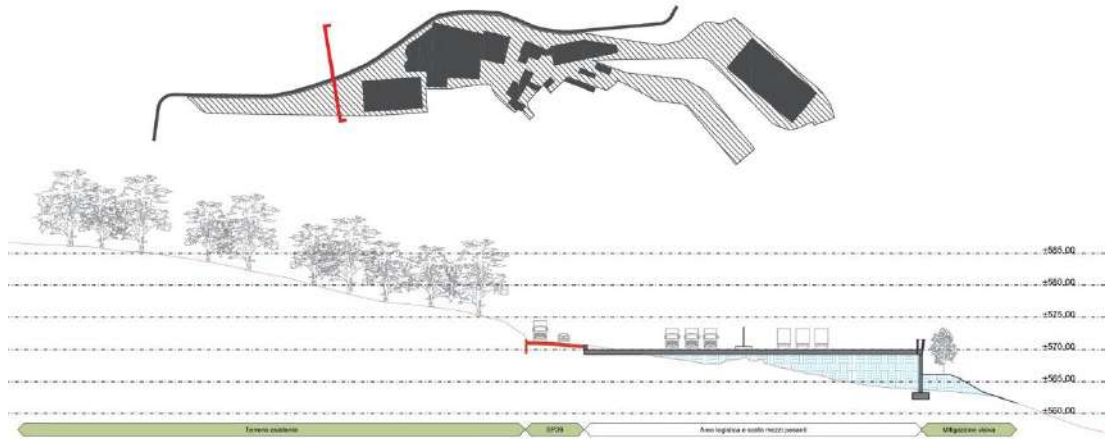 +585,00
+580,00
+575,00
+570,00
+565,00
+560,00
Terreno esistente
SP39
Area logistica e sosta mezzi pesanti
Mitigazione visiva